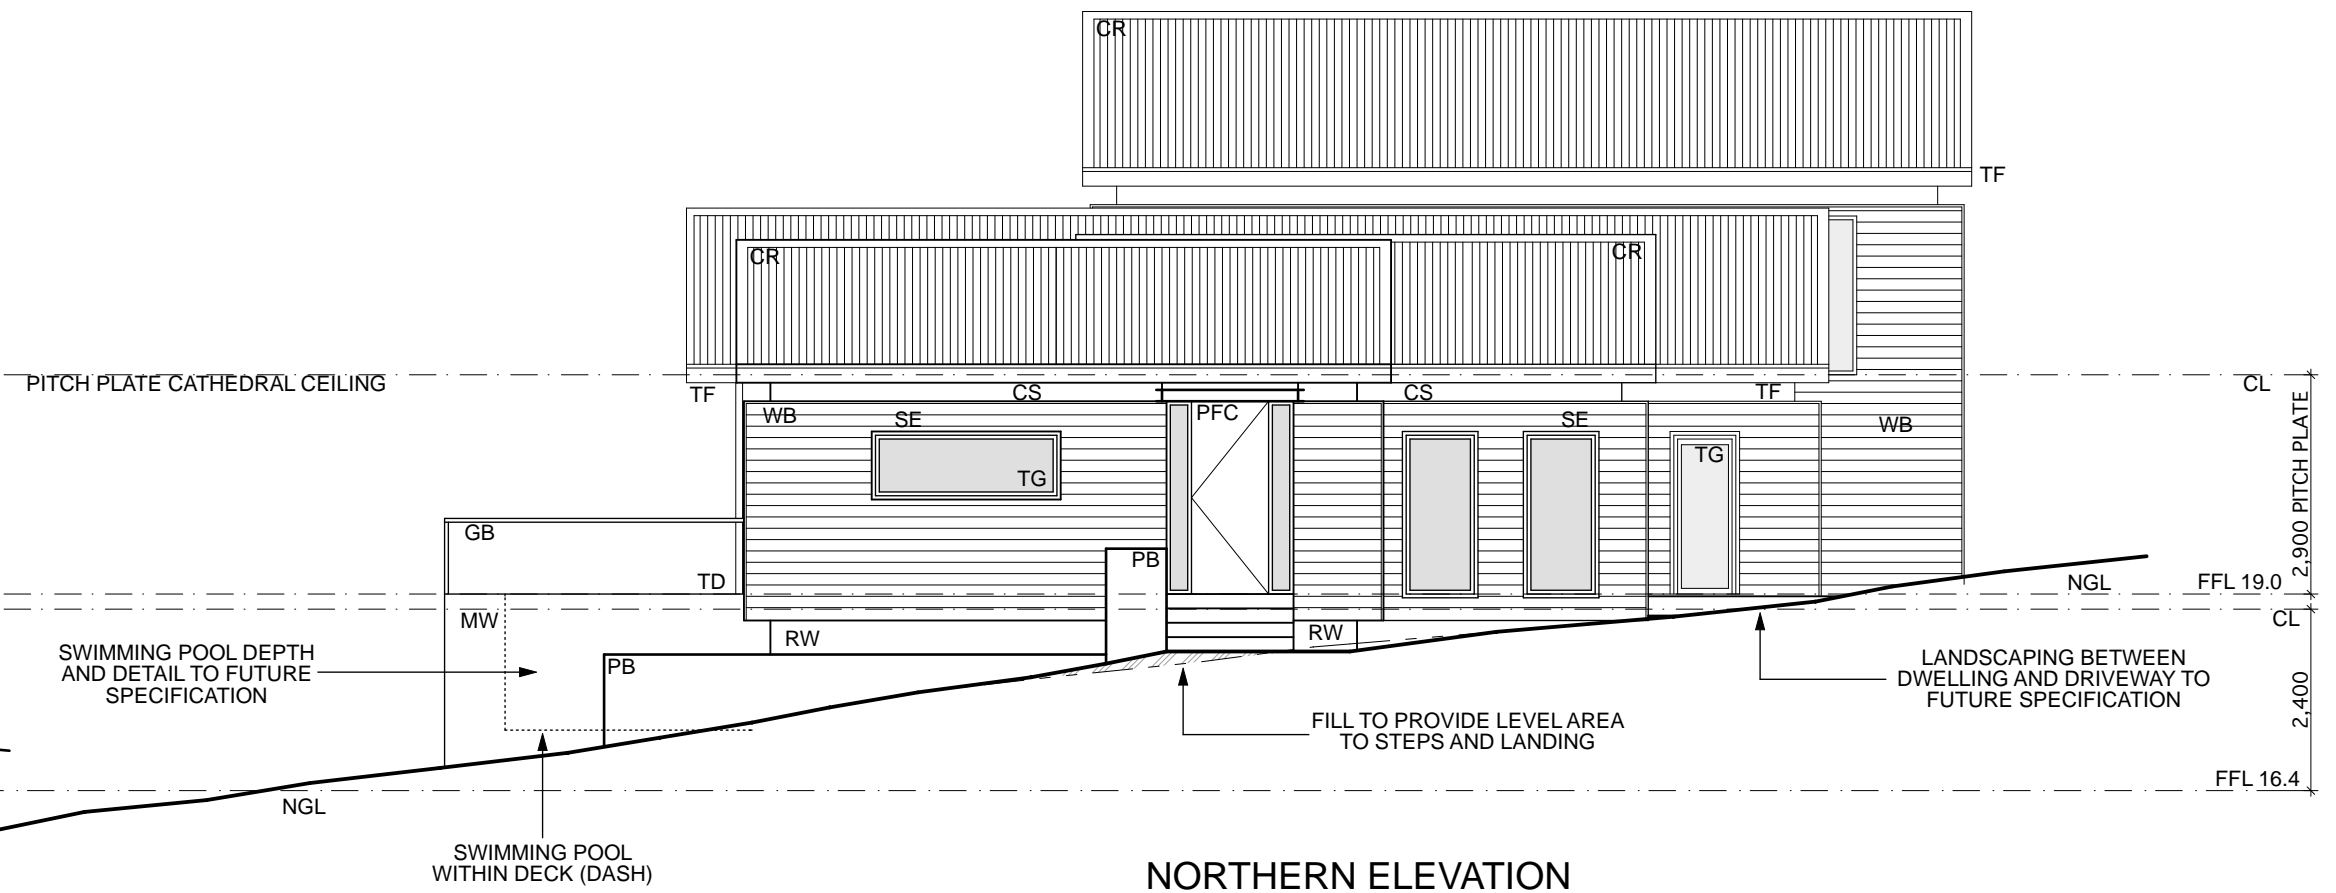 CR
TF
CR
CR
PITCH PLATE CATHEDRAL CEILING
CL
TF
CS
CS
TF
WB
SE
PFC
SE
WB
TG
TG
2,900 PITCH PLATE
GB
PB
TD
NGL
FFL 19.0
MW
CL
RW
RW
SWIMMING POOL DEPTH
AND DETAIL TO FUTURE
SPECIFICATION
PB
LANDSCAPING BETWEEN
DWELLING AND DRIVEWAY TO
FUTURE SPECIFICATION
2,400
FILL TO PROVIDE LEVEL AREA
TO STEPS AND LANDING
FFL 16.4
NGL
SWIMMING POOL
WITHIN DECK (DASH)
NORTHERN ELEVATION